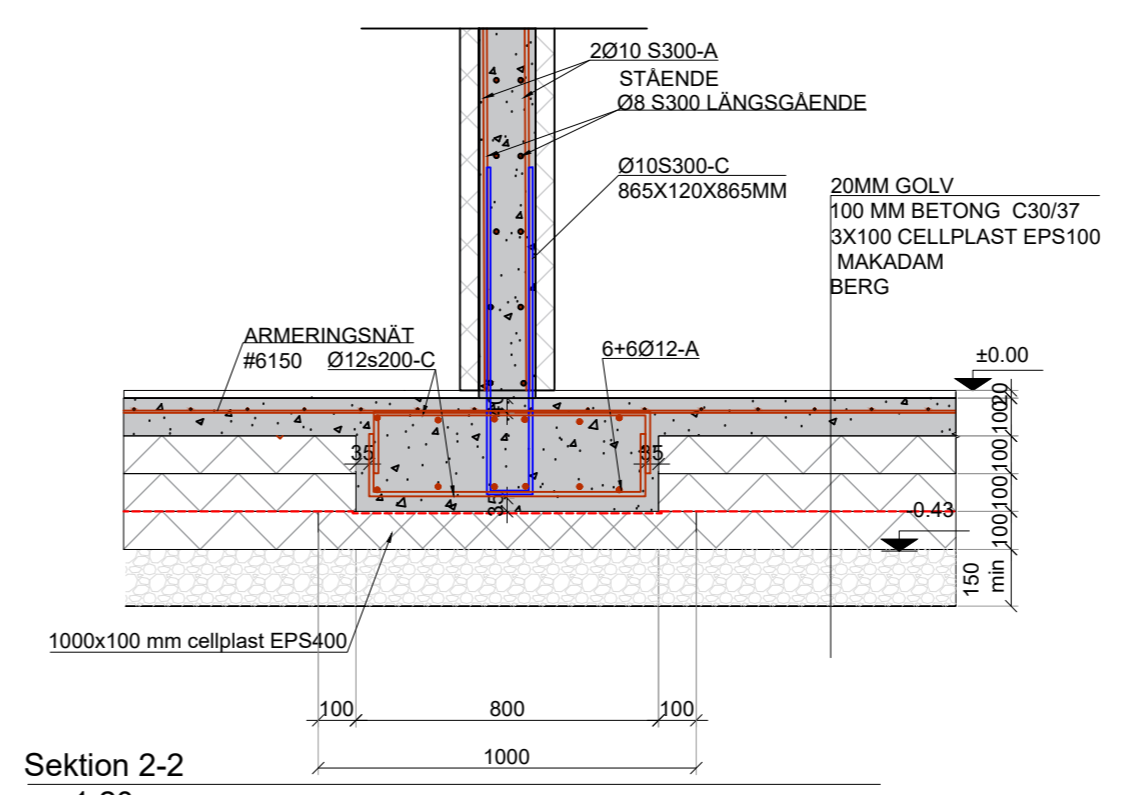 2Ø10 S300-A
STÅENDE
Ø8 S300 LÄNGSGÅENDE
Ø10S300-C
865X120X865MM
20MM GOLV
100 MM BETONG C30/37
3X100 CELLPLAST EPS100
MAKADAM
BERG
ARMERINGSNÄT
#6150
Ø12s200-C
6+6Ø12-A
±0.00
20
100
100
100
100
150
min
-0.43
35
35
35
1000x100 mm cellplast EPS400
100
800
100
1000
Sektion 2-2